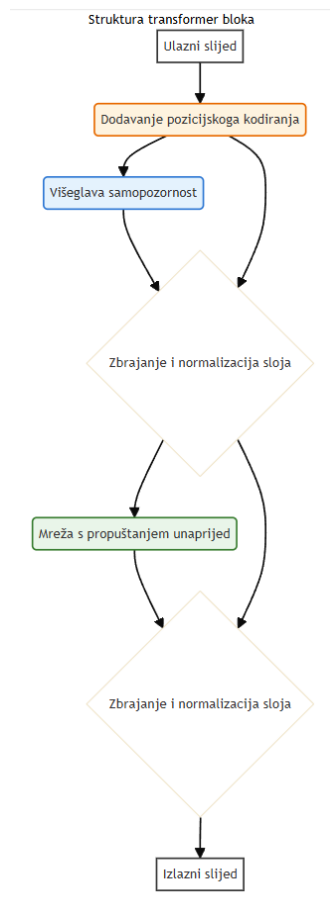 Struktura transformer bloka
Ulazni slijed
Dodavanje pozicijskoga kodiranja
Višeglava samopozornost
Zbrajanje i normalizacija sloja
Mreža s propuštanjem unaprijed
Zbrajanje i normalizacija sloja
Izlazni slijed